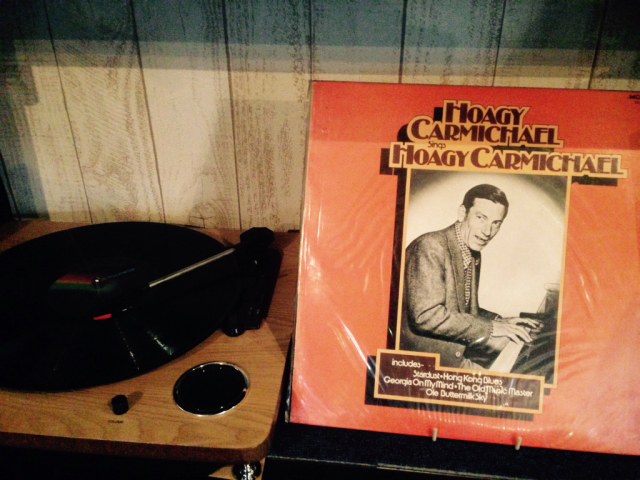 HOAGY
CARMICHAEL
Sings
HOAGY CARMICHAEL
includes-
Stardust • Hong Kong Blues
Georgia On My Mind • The Old Music Master
Ole Buttermilk Sky